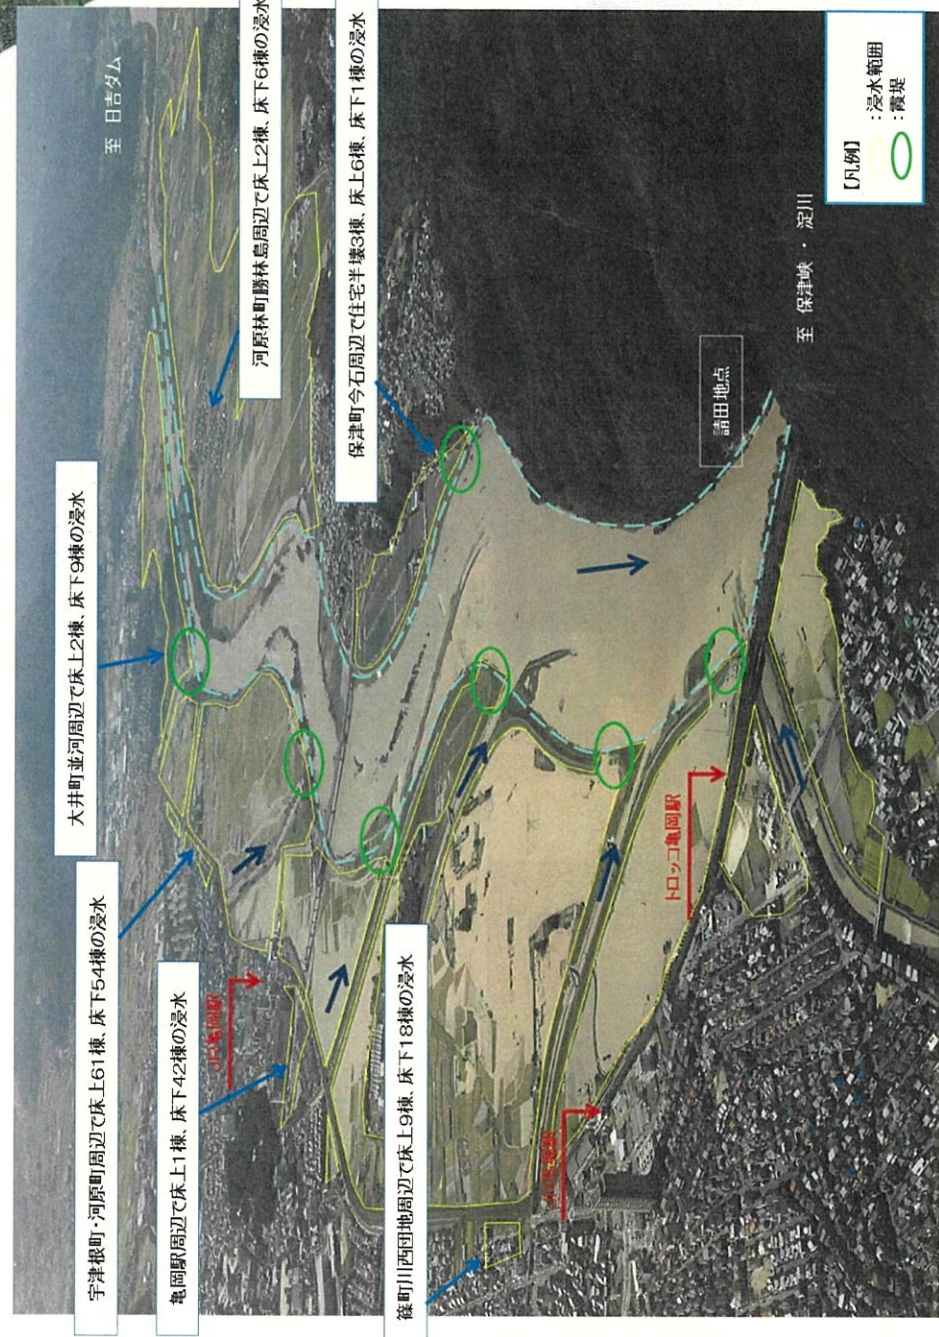 至 日吉ダム
河原林町勝林島周辺で床上2棟、床下6棟の浸水
保津町今石周辺で住宅半壊3棟、床上6棟、床下1棟の浸水
大井町並河周辺で床上2棟、床下9棟の浸水
宇津根町・河原町周辺で床上61棟、床下54棟の浸水
亀岡駅周辺で床上1棟、床下42棟の浸水
篠町川西団地周辺で床上9棟、床下18棟の浸水
JR亀岡駅
トロッコ亀岡駅
請田地点
至 保津峡・淀川
【凡例】
：浸水範囲
：霞堤